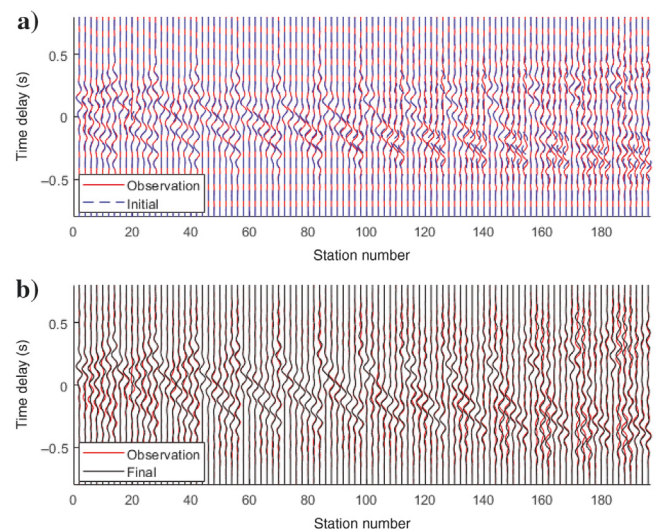 a)
0.5
0
–0.5
Time delay (s)
Observation
Initial
0 20 40 60 80 100 120 140 160 180
Station number
b)
0.5
0
–0.5
Time delay (s)
Observation
Final
0 20 40 60 80 100 120 140 160 180
Station number